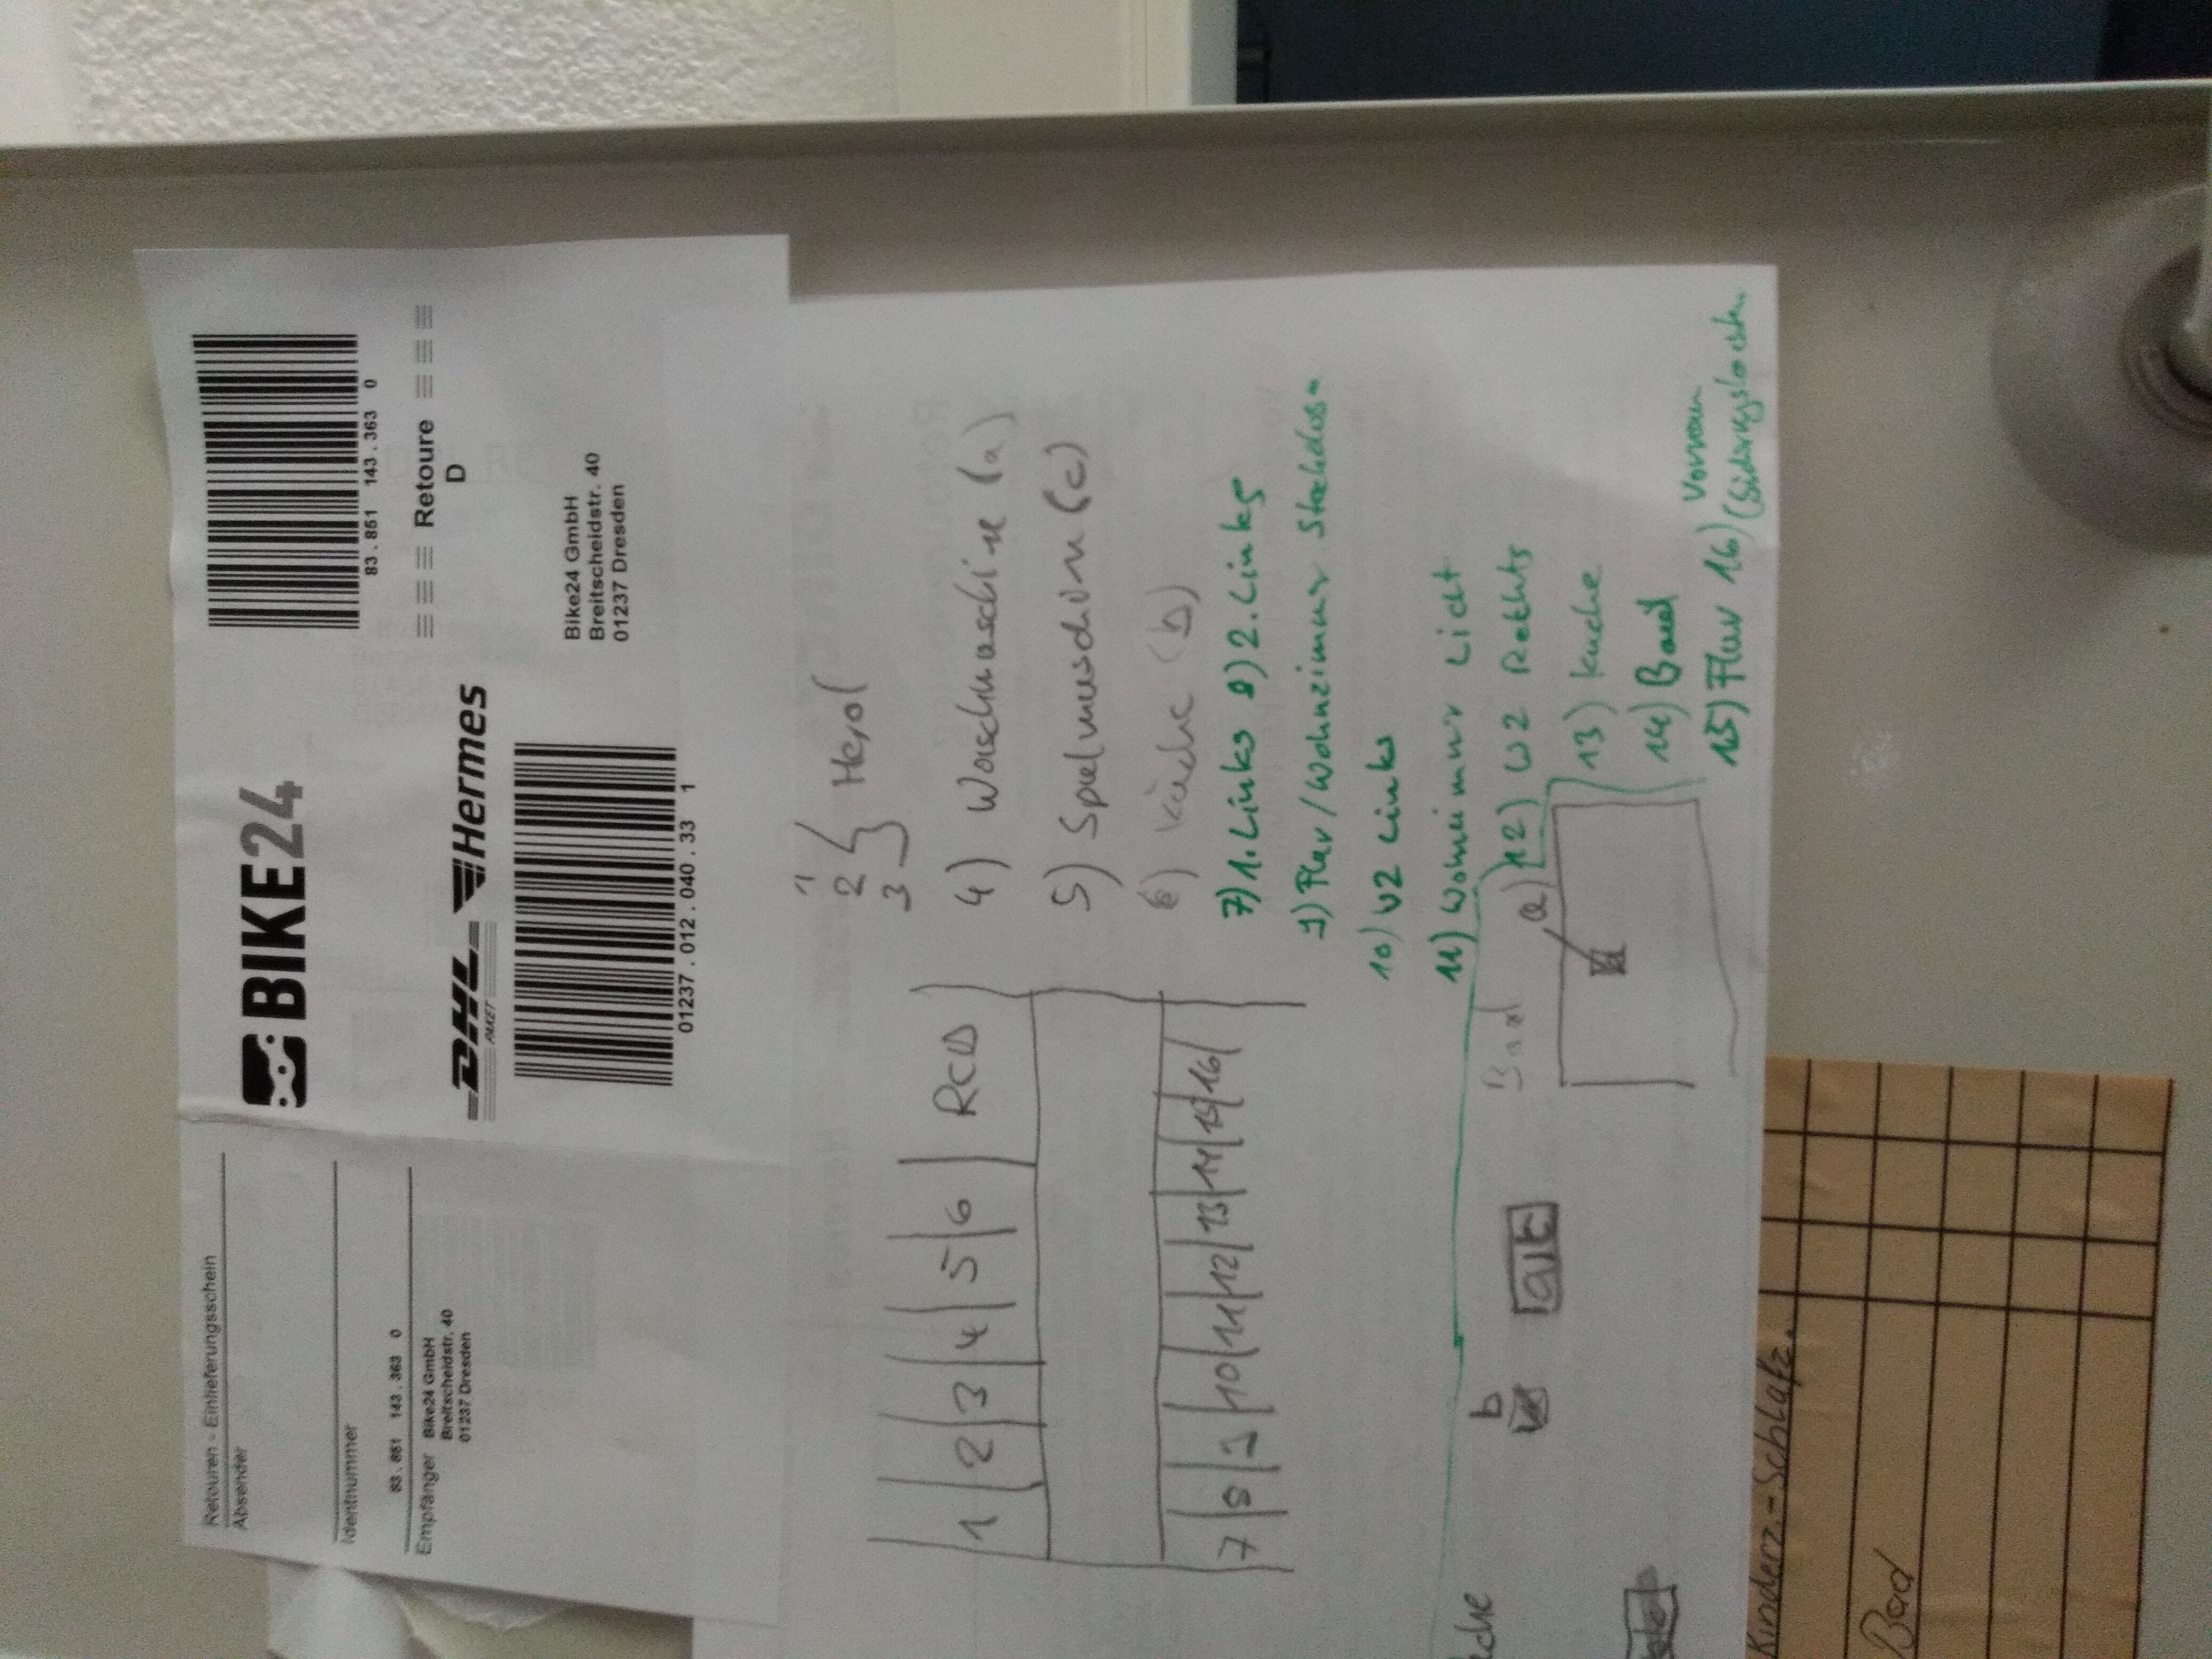 Retouren - Einlieferungsschein
Absender
Identnummer
83.851 143.363 0
Empfänger Bike24 GmbH
Breitscheidstr. 40
01237 Dresden
BIKE24
DHL PAKET Hermes
01237.012.040.33 1
83.851 143.363 0
Retoure
D
Bike24 GmbH
Breitscheidstr. 40
01237 Dresden
1
2 Herd
3
1 2 3 4 5 6 RCD
7 8 9 10 11 12 13 14 15 16
4) Waschmaschine (a)
5) Spülmaschine (c)
6) Küche (b)
7) 1. Links 8) 2. Links
9) Flur / Wohnzimmer Steckdose
10) v2 Links
11) Wohnzimmer Licht
12) v2 Rechts
13) Küche
14) Bad
15) Flur 16) Vorraum
(Sicherungskasten
che
b
alt
Bad
a)
Kinderz.-Schlafz.
Bad